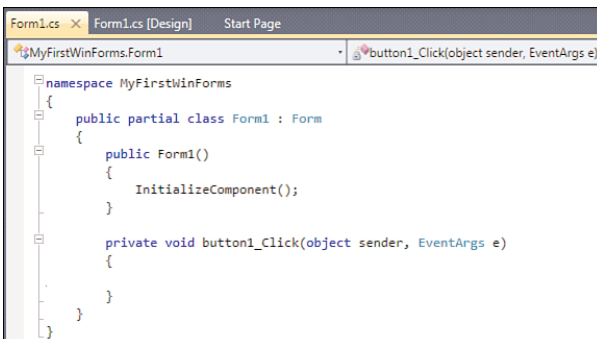 Form1.cs × Form1.cs [Design] Start Page
MyFirstWinForms.Form1 button1_Click(object sender, EventArgs e)
namespace MyFirstWinForms
{
public partial class Form1 : Form
{
public Form1()
{
InitializeComponent();
}
private void button1_Click(object sender, EventArgs e)
{
}
}
}